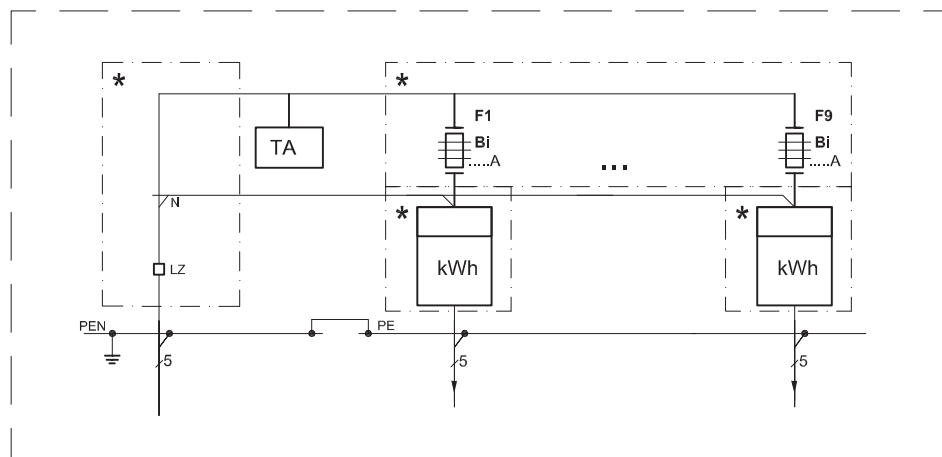 *
*
F1
F9
TA
Bi
Bi
.....A
.....A
...
N
*
*
kWh
kWh
LZ
PEN
PE
5
5
5